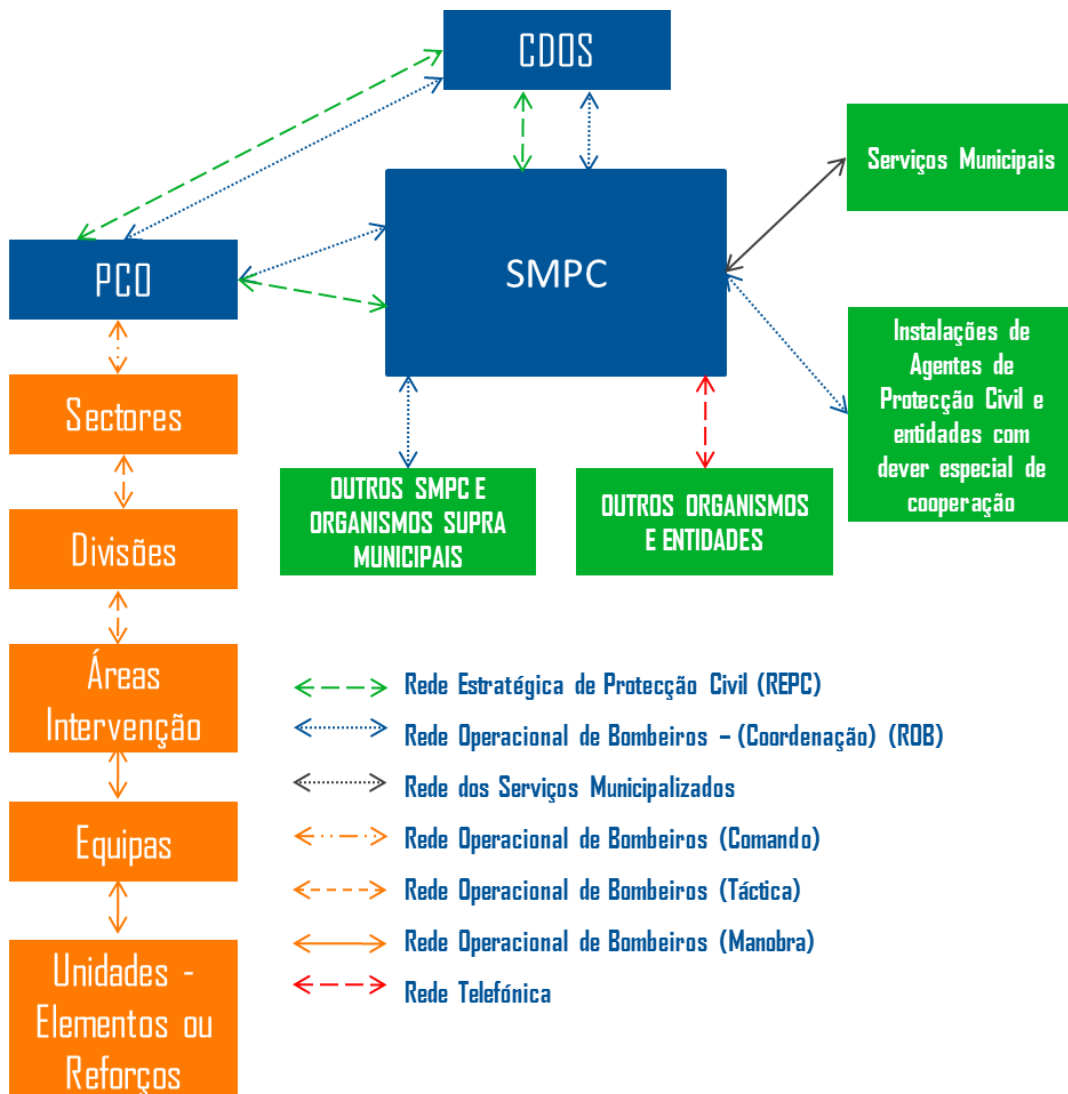 CDOS
Serviços Municipais
SMPC
PCO
Instalações de
Agentes de
Protecção Civil e
entidades com
dever especial de
cooperação
Sectores
OUTROS SMPC E
ORGANISMOS SUPRA
MUNICIPAIS
OUTROS ORGANISMOS
E ENTIDADES
Divisões
Áreas
Intervenção
Equipas
Unidades -
Elementos ou
Reforços
Rede Estratégica de Protecção Civil (REPC)
Rede Operacional de Bombeiros – (Coordenação) (ROB)
Rede dos Serviços Municipalizados
Rede Operacional de Bombeiros (Comando)
Rede Operacional de Bombeiros (Táctica)
Rede Operacional de Bombeiros (Manobra)
Rede Telefónica